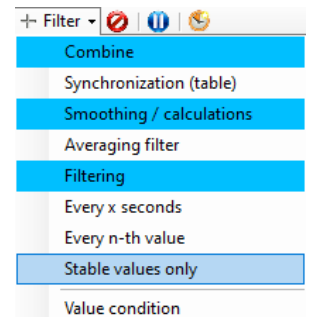 Filter
Combine
Synchronization (table)
Smoothing / calculations
Averaging filter
Filtering
Every x seconds
Every n-th value
Stable values only
Value condition